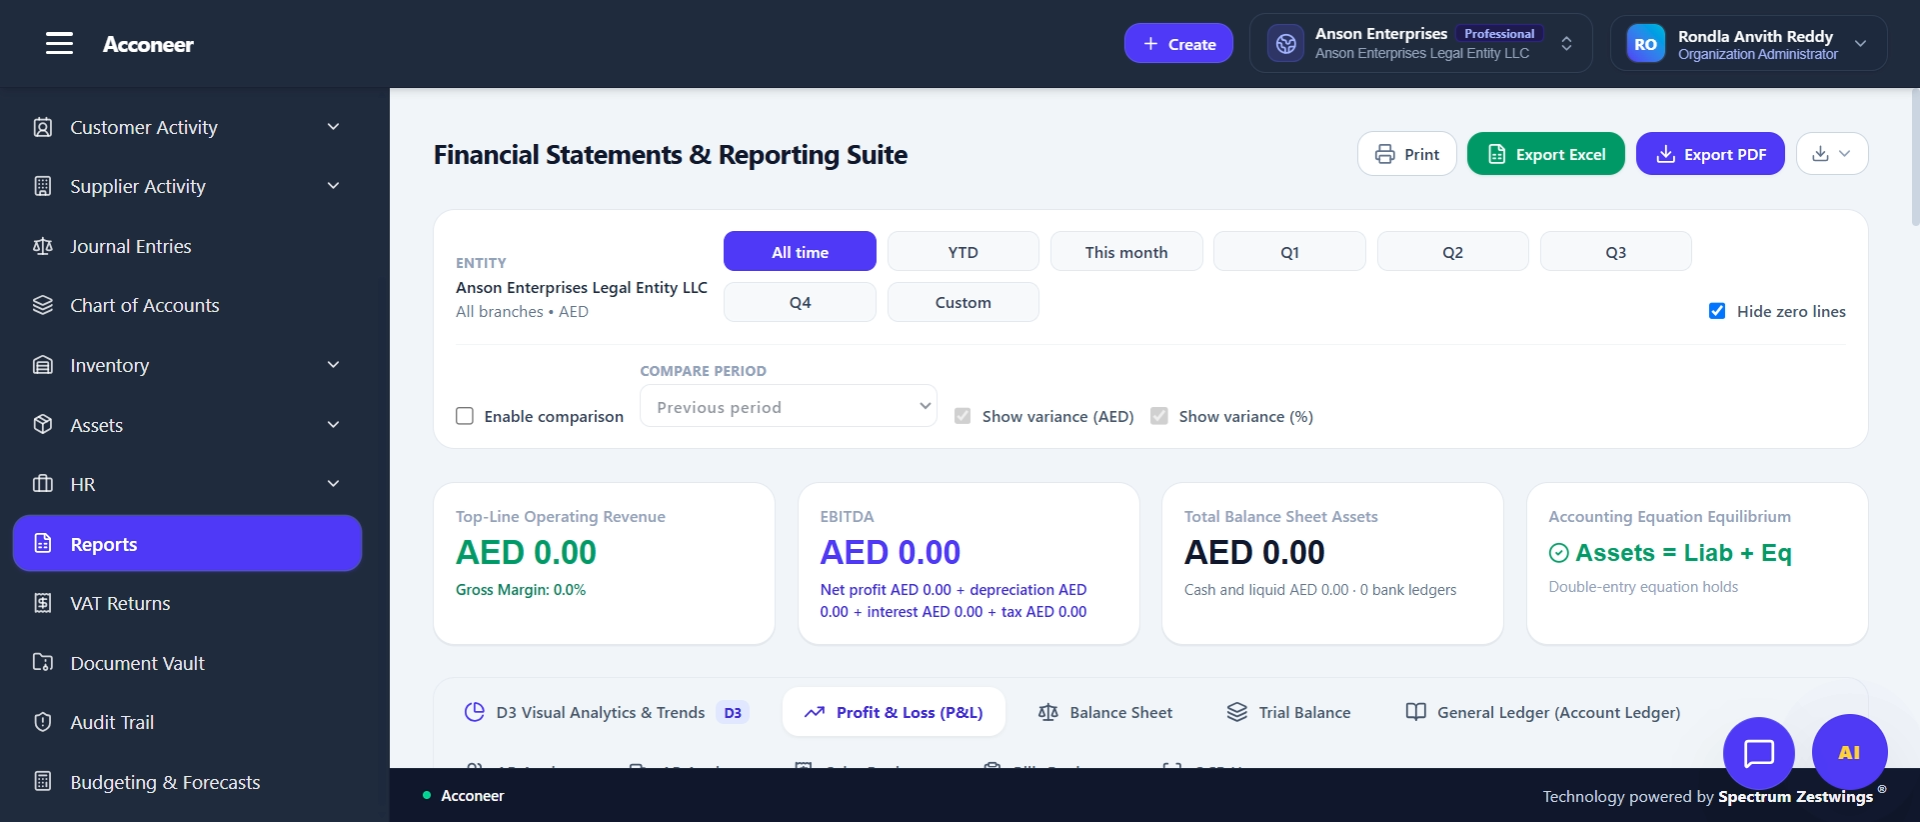 Acconeer
Create
Anson Enterprises Professional
Anson Enterprises Legal Entity LLC
RO
Rondla Anvith Reddy
Organization Administrator
Customer Activity
Supplier Activity
Journal Entries
Chart of Accounts
Inventory
Assets
HR
Reports
VAT Returns
Document Vault
Audit Trail
Budgeting & Forecasts
Financial Statements & Reporting Suite
Print
Export Excel
Export PDF
ENTITY
Anson Enterprises Legal Entity LLC
All branches • AED
All time
YTD
This month
Q1
Q2
Q3
Q4
Custom
Hide zero lines
Enable comparison
COMPARE PERIOD
Previous period
Show variance (AED)
Show variance (%)
Top-Line Operating Revenue
AED 0.00
Gross Margin: 0.0%
EBITDA
AED 0.00
Net profit AED 0.00 + depreciation AED
0.00 + interest AED 0.00 + tax AED 0.00
Total Balance Sheet Assets
AED 0.00
Cash and liquid AED 0.00 · 0 bank ledgers
Accounting Equation Equilibrium
Assets = Liab + Eq
Double-entry equation holds
D3 Visual Analytics & Trends D3
Profit & Loss (P&L)
Balance Sheet
Trial Balance
General Ledger (Account Ledger)
AI
Acconeer
Technology powered by Spectrum Zestwings ®